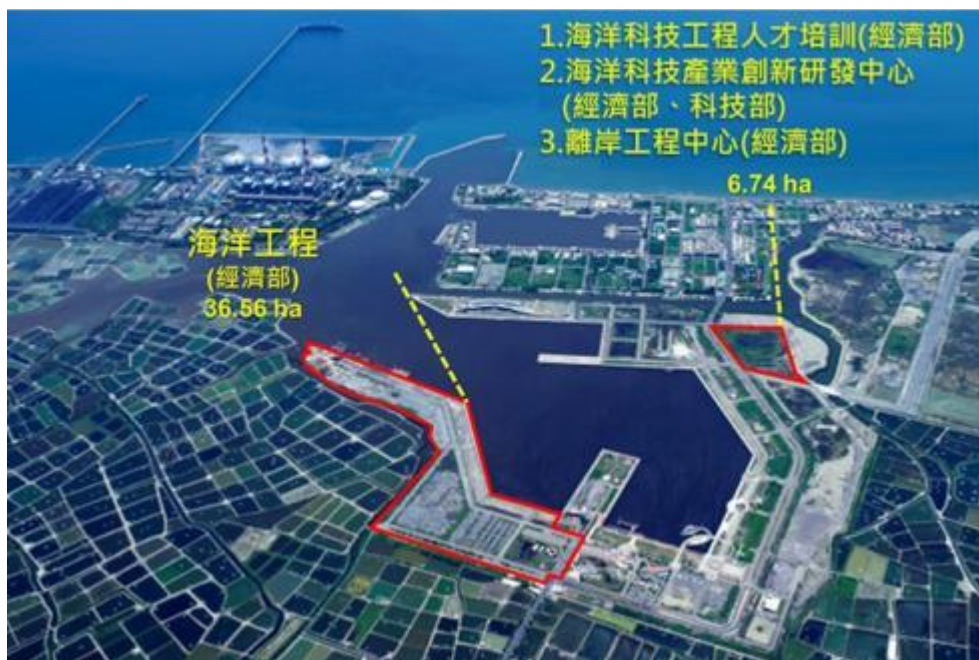 1.海洋科技工程人才培訓(經濟部)
2.海洋科技產業創新研發中心
(經濟部、科技部)
3.離岸工程中心(經濟部)
6.74 ha
海洋工程
(經濟部)
36.56 ha